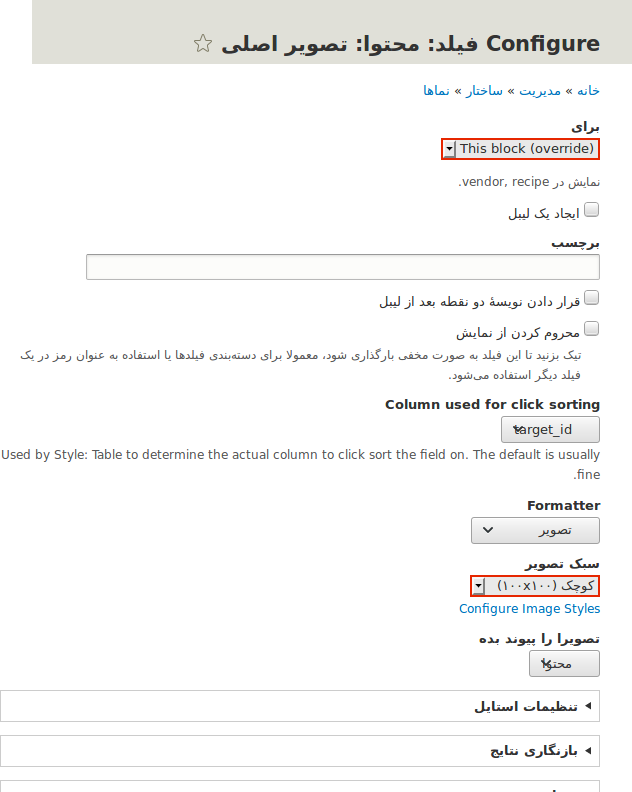 Configure فیلد: محتوا: تصویر اصلی
خانه » مدیریت » ساختار » نماها
برای
This block (override)
نمایش در vendor, recipe.
ایجاد یک لیبل
برچسب
قرار دادن نویسهٔ دو نقطه بعد از لیبل
محروم کردن از نمایش
تیک بزنید تا این فیلد به صورت مخفی بارگذاری شود، معمولا برای دسته‌بندی فیلدها یا استفاده به عنوان رمز در یک
فیلد دیگر استفاده می‌شود.
Column used for click sorting
target_id
Used by Style: Table to determine the actual column to click sort the field on. The default is usually
.fine
Formatter
تصویر
سبک تصویر
کوچک (۱۰۰x۱۰۰)
Configure Image Styles
تصویرا را پیوند بده
محتوا
تنظیمات استایل
بازنگاری نتایج